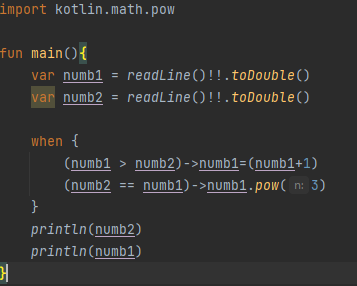 import kotlin.math.pow
fun main(){
var numb1 = readLine()!!.toDouble()
var numb2 = readLine()!!.toDouble()
when {
(numb1 > numb2)->numb1=(numb1+1)
(numb2 == numb1)->numb1.pow( n: 3)
}
println(numb2)
println(numb1)
}